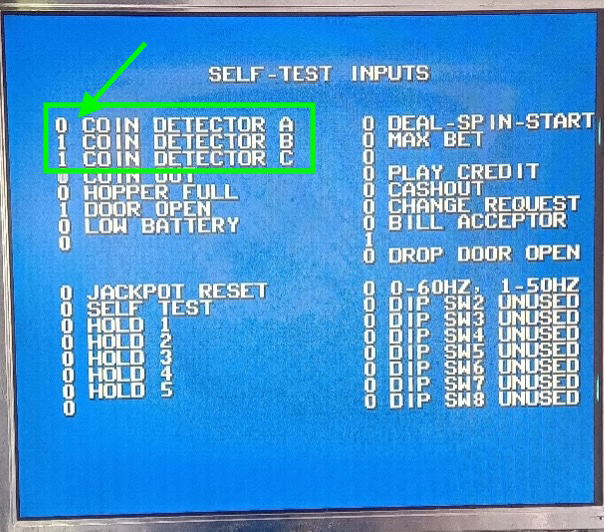 SELF-TEST INPUTS
0 COIN DETECTOR A
1 COIN DETECTOR B
1 COIN DETECTOR C
0 COIN OUT
0 HOPPER FULL
1 DOOR OPEN
0 LOW BATTERY
0
0 DEAL-SPIN-START
0 MAX BET
0
0 PLAY CREDIT
0 CASHOUT
0 CHANGE REQUEST
0 BILL ACCEPTOR
1
0 DROP DOOR OPEN
0 JACKPOT RESET
0 SELF TEST
0 HOLD 1
0 HOLD 2
0 HOLD 3
0 HOLD 4
0 HOLD 5
0
0 0-60HZ, 1-50HZ
0 DIP SW2 UNUSED
0 DIP SW3 UNUSED
0 DIP SW4 UNUSED
0 DIP SW5 UNUSED
0 DIP SW6 UNUSED
0 DIP SW7 UNUSED
0 DIP SW8 UNUSED